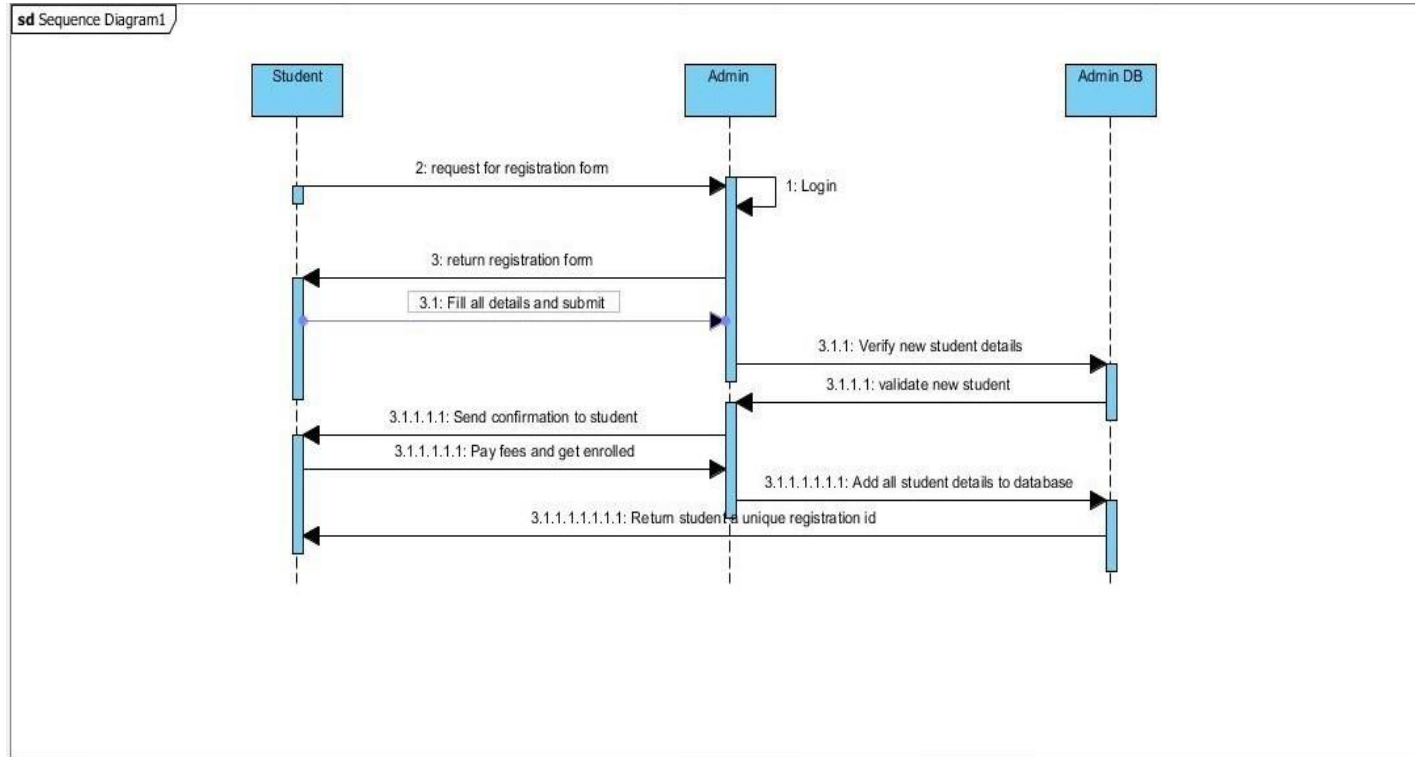 sd Sequence Diagram1
Student
Admin
Admin DB
2: request for registration form
1: Login
3: return registration form
3.1: Fill all details and submit
3.1.1: Verify new student details
3.1.1.1: validate new student
3.1.1.1.1: Send confirmation to student
3.1.1.1.1.1: Pay fees and get enrolled
3.1.1.1.1.1.1: Add all student details to database
3.1.1.1.1.1.1.1: Return student a unique registration id